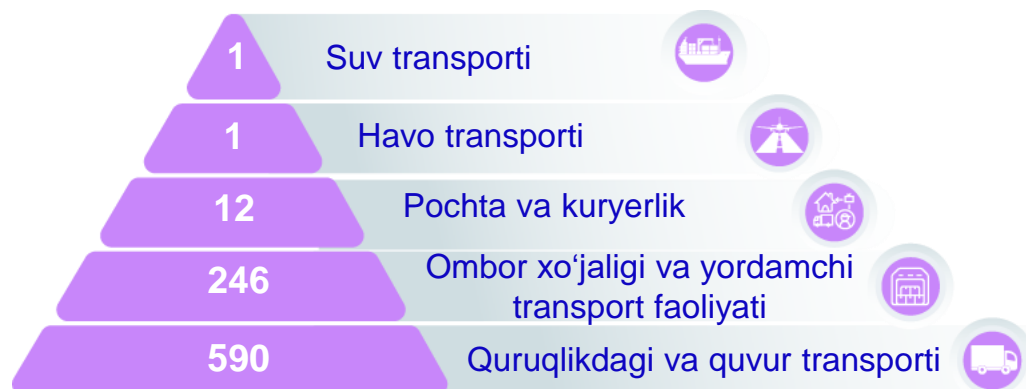 1 Suv transporti
1 Havo transporti
12 Pochta va kuryerlik
246 Ombor xo‘jaligi va yordamchi
transport faoliyati
590 Quruqlikdagi va quvur transporti